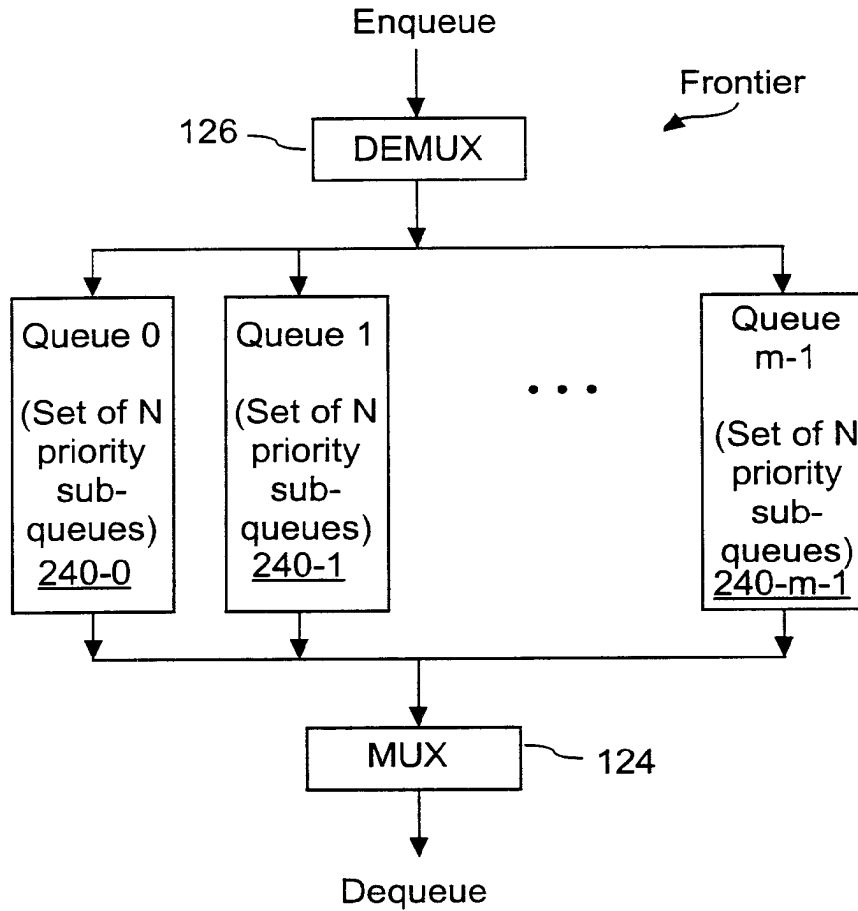 Enqueue
Frontier
126
DEMUX
Queue 0
(Set of N
priority
sub-
queues)
240-0
Queue 1
(Set of N
priority
sub-
queues)
240-1
Queue
m-1
(Set of N
priority
sub-
queues)
240-m-1
MUX
124
Dequeue